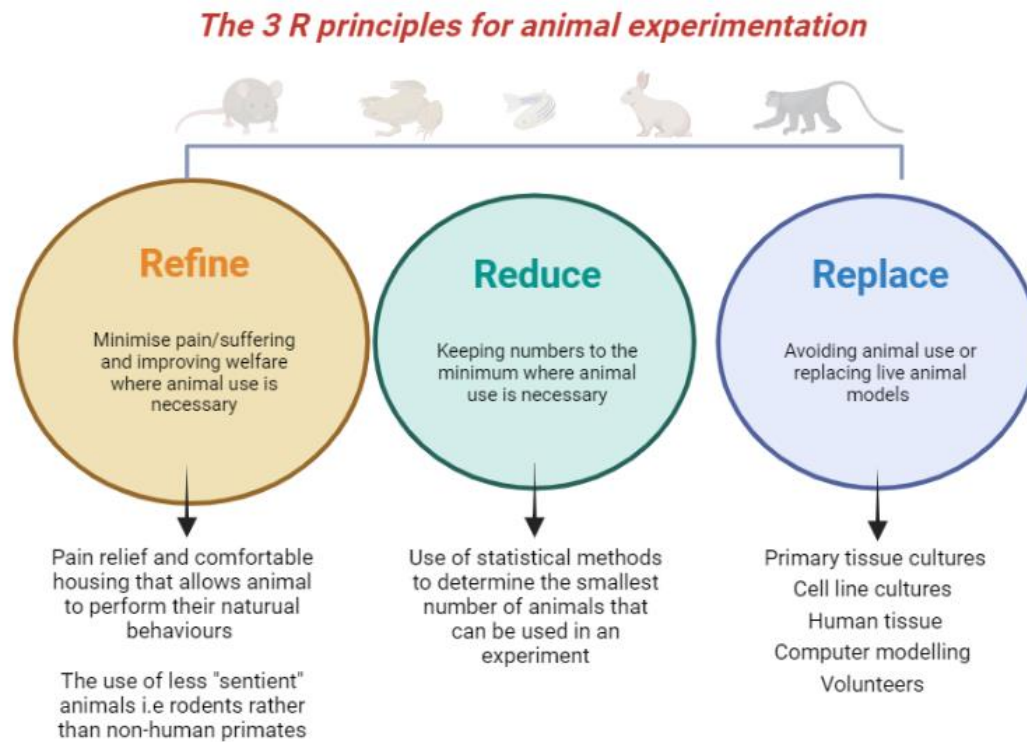 The 3 R principles for animal experimentation
Refine
Minimise pain/suffering
and improving welfare
where animal use is
necessary
Pain relief and comfortable
housing that allows animal
to perform their naturual
behaviours
The use of less "sentient"
animals i.e rodents rather
than non-human primates
Reduce
Keeping numbers to the
minimum where animal
use is necessary
Use of statistical methods
to determine the smallest
number of animals that
can be used in an
experiment
Replace
Avoiding animal use or
replacing live animal
models
Primary tissue cultures
Cell line cultures
Human tissue
Computer modelling
Volunteers